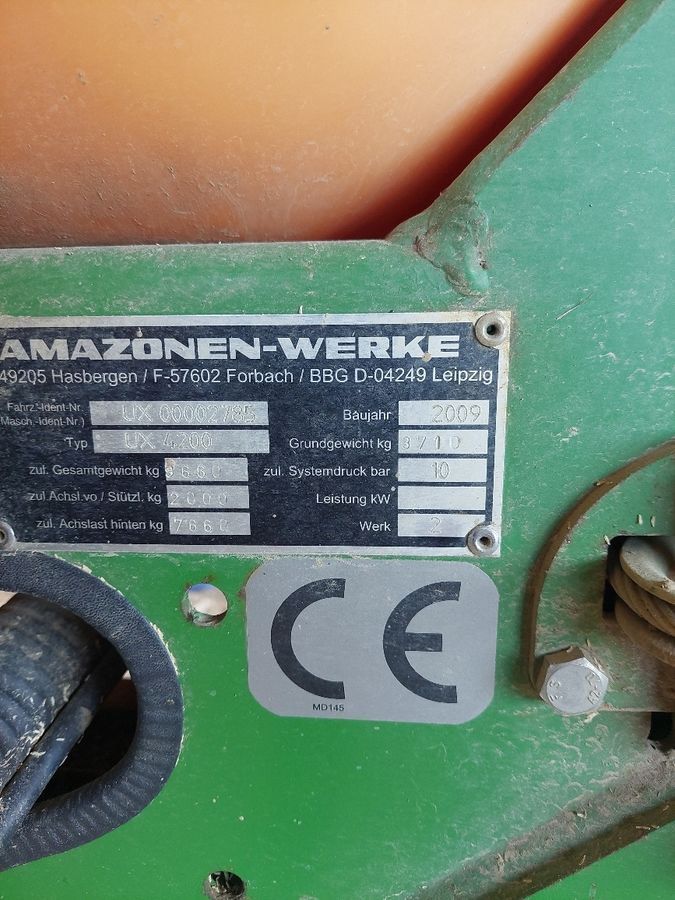 AMAZONEN-WERKE
49205 Hasbergen / F-57602 Forbach / BBG D-04249 Leipzig
Fahrz.-Ident-Nr. UX 00002785 Baujahr 2009
(Masch.-Ident-Nr.)
Typ UX 4200 Grundgewicht kg 3710
zul. Gesamtgewicht kg zul. Systemdruck bar 10
zul Achsl.vo / Stützl. kg 2000 Leistung kW
zul. Achslast hinten kg 7660 Werk 2
CE
MD145